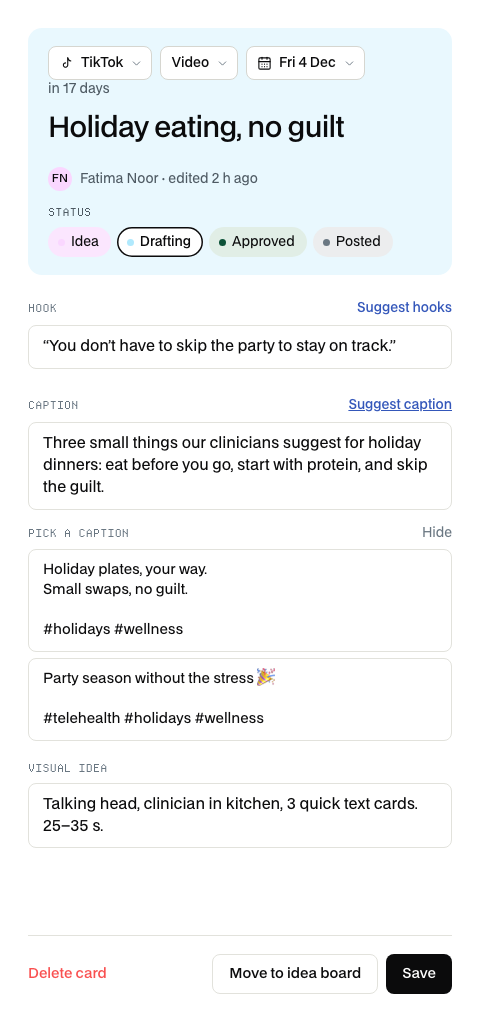 TikTok
Video
Fri 4 Dec
in 17 days
Holiday eating, no guilt
FN
Fatima Noor · edited 2 h ago
STATUS
Idea
Drafting
Approved
Posted
HOOK
Suggest hooks
“You don’t have to skip the party to stay on track.”
CAPTION
Suggest caption
Three small things our clinicians suggest for holiday
dinners: eat before you go, start with protein, and skip
the guilt.
PICK A CAPTION
Hide
Holiday plates, your way.
Small swaps, no guilt.
#holidays #wellness
Party season without the stress🎉
#telehealth #holidays #wellness
VISUAL IDEA
Talking head, clinician in kitchen, 3 quick text cards.
25–35 s.
Delete card
Move to idea board
Save